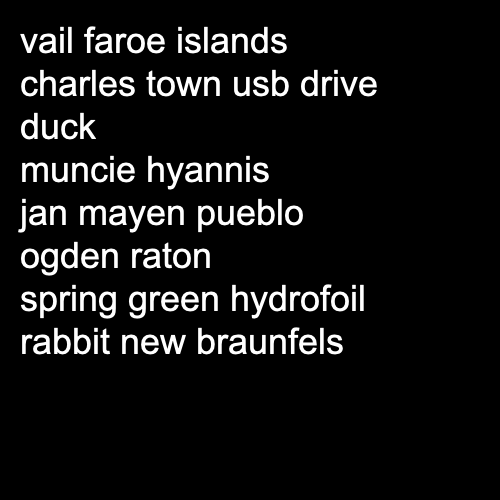 vail faroe islands
charles town usb drive
duck
muncie hyannis
jan mayen pueblo
ogden raton
spring green hydrofoil
rabbit new braunfels